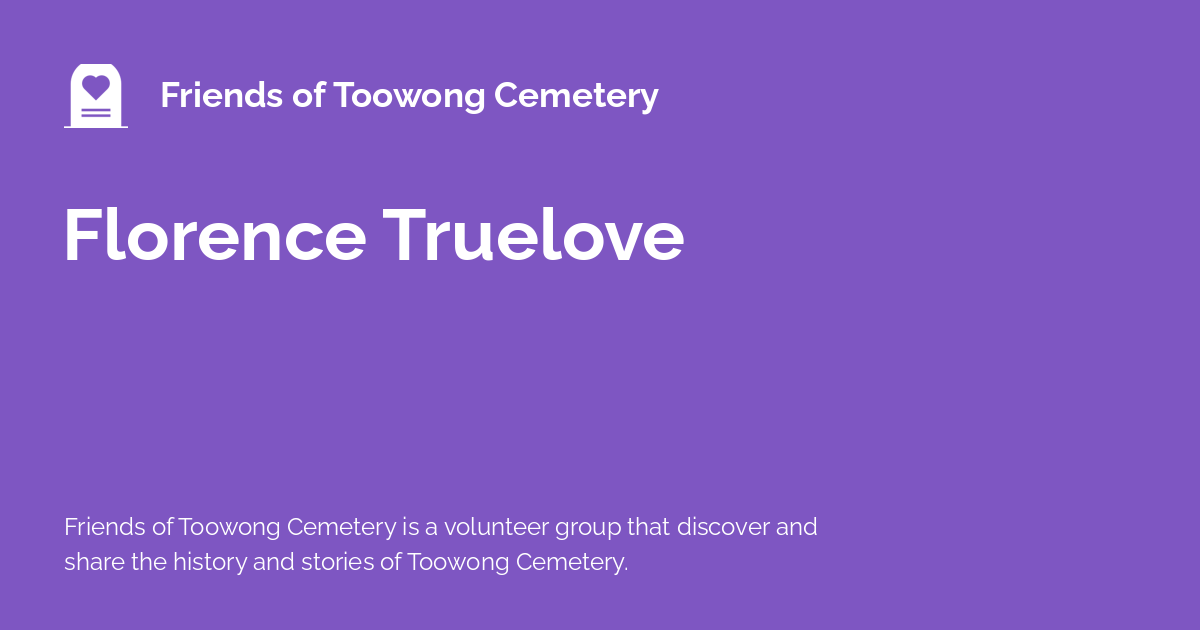 Friends of Toowong Cemetery
Florence Truelove
Friends of Toowong Cemetery is a volunteer group that discover and
share the history and stories of Toowong Cemetery.